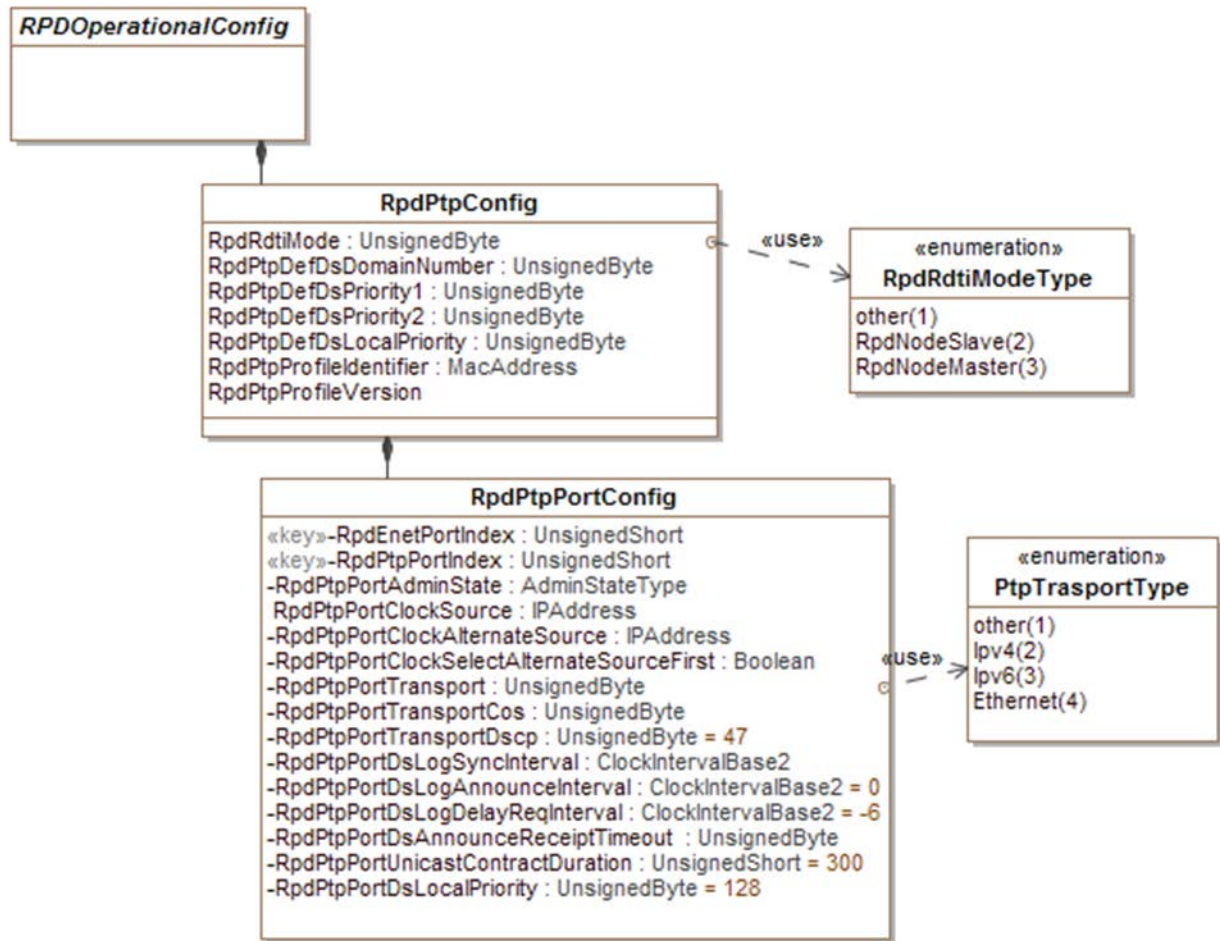 RPDOperationalConfig
RpdPtpConfig
RpdRdtiMode : UnsignedByte
RpdPtpDefDsDomainNumber : UnsignedByte
RpdPtpDefDsPriority1 : UnsignedByte
RpdPtpDefDsPriority2 : UnsignedByte
RpdPtpDefDsLocalPriority : UnsignedByte
RpdPtpProfileIdentifier : MacAddress
RpdPtpProfileVersion
«use»
«enumeration»
RpdRdtiModeType
other(1)
RpdNodeSlave(2)
RpdNodeMaster(3)
RpdPtpPortConfig
«key»-RpdEnetPortIndex : UnsignedShort
«key»-RpdPtpPortIndex : UnsignedShort
-RpdPtpPortAdminState : AdminStateType
RpdPtpPortClockSource : IPAddress
-RpdPtpPortClockAlternateSource : IPAddress
-RpdPtpPortClockSelectAlternateSourceFirst : Boolean
-RpdPtpPortTransport : UnsignedByte
-RpdPtpPortTransportCos : UnsignedByte
-RpdPtpPortTransportDscp : UnsignedByte = 47
-RpdPtpPortDsLogSyncInterval : ClockIntervalBase2
-RpdPtpPortDsLogAnnounceInterval : ClockIntervalBase2 = 0
-RpdPtpPortDsLogDelayReqInterval : ClockIntervalBase2 = -6
-RpdPtpPortDsAnnounceReceiptTimeout : UnsignedByte
-RpdPtpPortUnicastContractDuration : UnsignedShort = 300
-RpdPtpPortDsLocalPriority : UnsignedByte = 128
«use»
«enumeration»
PtpTrasportType
other(1)
Ipv4(2)
Ipv6(3)
Ethernet(4)